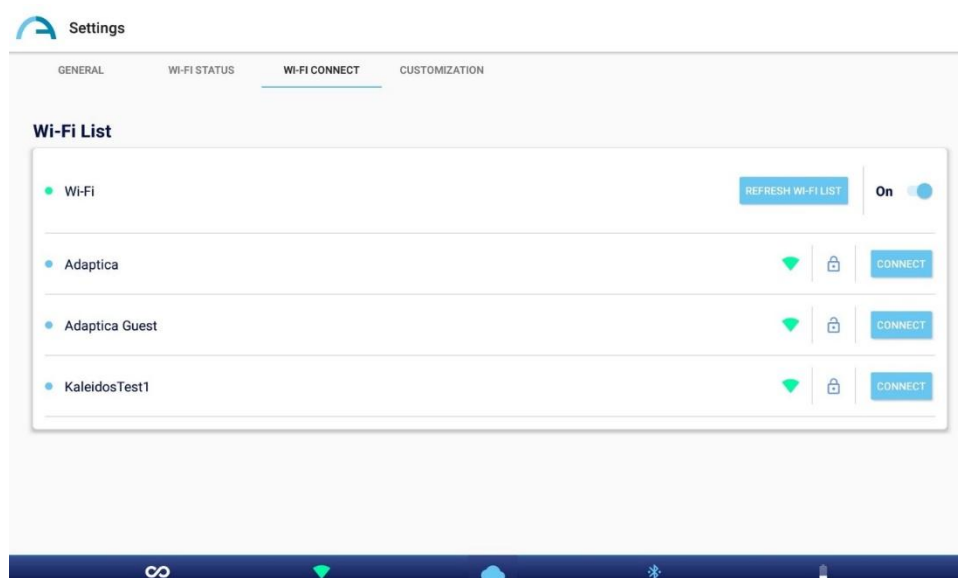 Settings
GENERAL WI-FI STATUS WI-FI CONNECT CUSTOMIZATION
Wi-Fi List
Wi-Fi REFRESH WI-FI LIST On
Adaptica CONNECT
Adaptica Guest CONNECT
KaleidosTest1 CONNECT